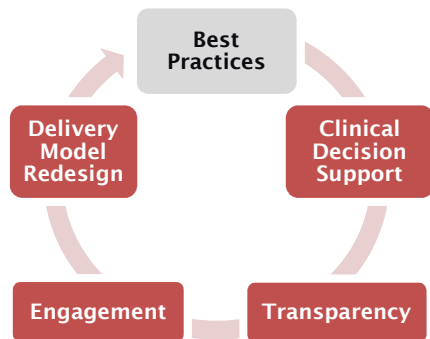 Best
Practices
Clinical
Decision
Support
Transparency
Engagement
Delivery
Model
Redesign